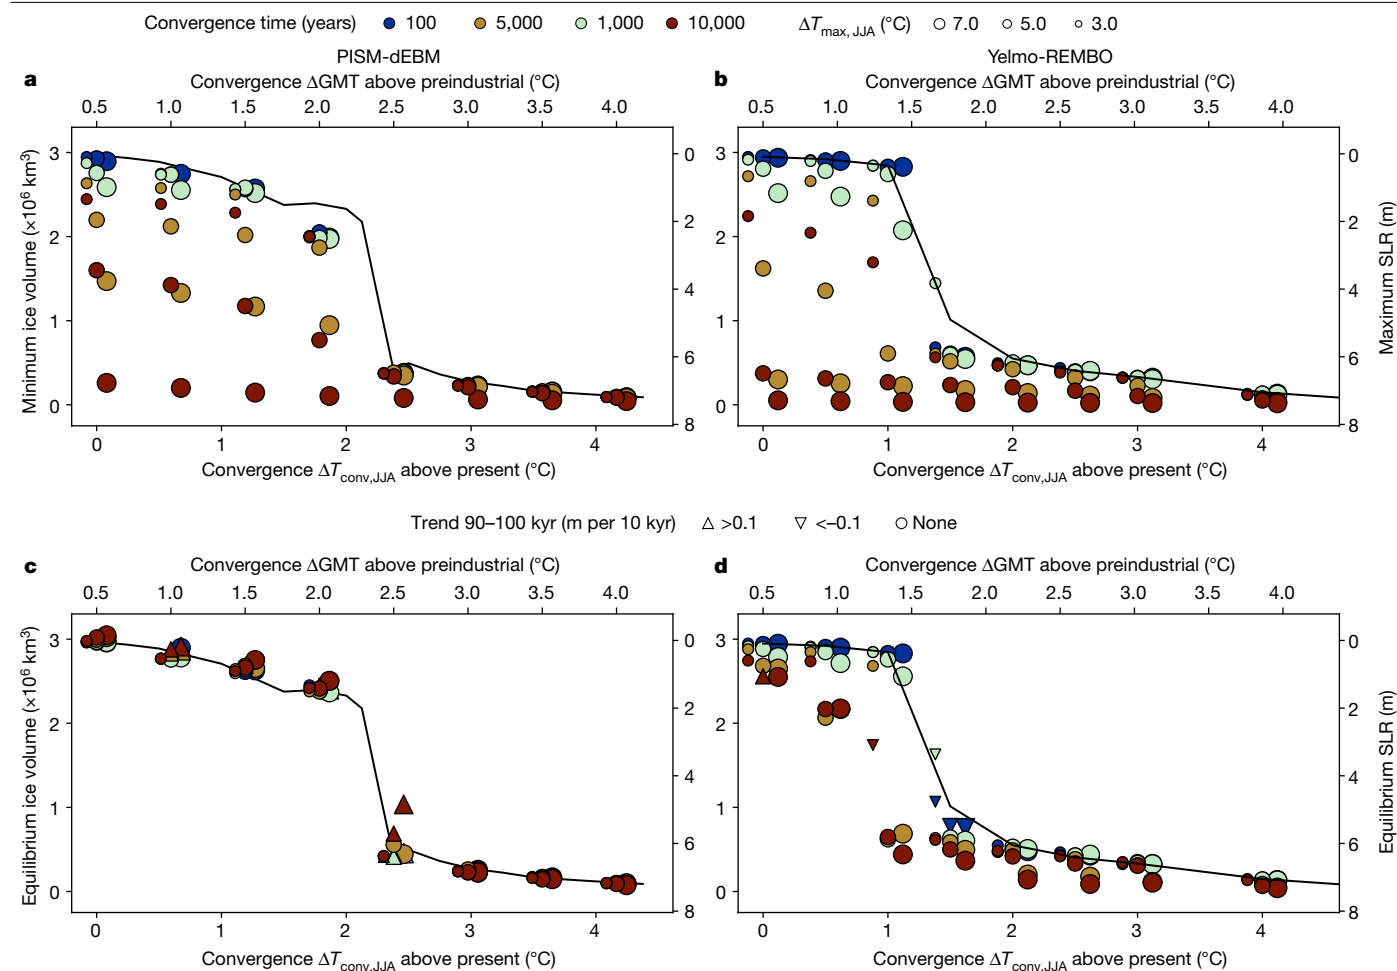 Convergence time (years) 100 5,000 1,000 10,000 ΔTmax, JJA (°C) 7.0 5.0 3.0
PISM-dEBM Yelmo-REMBO
a Convergence ΔGMT above preindustrial (°C) b Convergence ΔGMT above preindustrial (°C)
0.5 1.0 1.5 2.0 2.5 3.0 3.5 4.0 0.5 1.0 1.5 2.0 2.5 3.0 3.5 4.0
Minimum ice volume (×10⁶ km³)
3 2 1 0
0 2 4 6 8
3 2 1 0
0 2 4 6 8
Maximum SLR (m)
0 1 2 3 4 0 1 2 3 4
Convergence ΔTconv,JJA above present (°C) Convergence ΔTconv,JJA above present (°C)
Trend 90–100 kyr (m per 10 kyr) >0.1 <–0.1 None
c Convergence ΔGMT above preindustrial (°C) d Convergence ΔGMT above preindustrial (°C)
0.5 1.0 1.5 2.0 2.5 3.0 3.5 4.0 0.5 1.0 1.5 2.0 2.5 3.0 3.5 4.0
Equilibrium ice volume (×10⁶ km³)
3 2 1 0
0 2 4 6 8
3 2 1 0
0 2 4 6 8
Equilibrium SLR (m)
0 1 2 3 4 0 1 2 3 4
Convergence ΔTconv,JJA above present (°C) Convergence ΔTconv,JJA above present (°C)